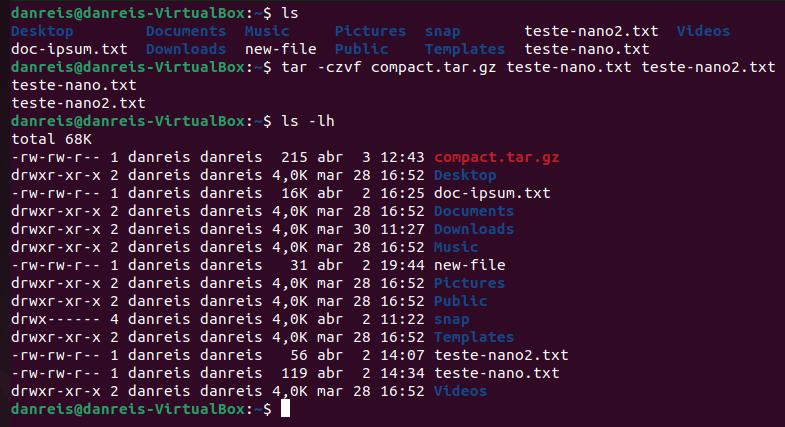 danreis@danreis-VirtualBox:~$ ls
Desktop Documents Music Pictures snap teste-nano2.txt Videos
doc-ipsum.txt Downloads new-file Public Templates teste-nano.txt
danreis@danreis-VirtualBox:~$ tar -czvf compact.tar.gz teste-nano.txt teste-nano2.txt
teste-nano.txt
teste-nano2.txt
danreis@danreis-VirtualBox:~$ ls -lh
total 68K
-rw-rw-r-- 1 danreis danreis 215 abr 3 12:43 compact.tar.gz
drwxr-xr-x 2 danreis danreis 4,0K mar 28 16:52 Desktop
-rw-rw-r-- 1 danreis danreis 16K abr 2 16:25 doc-ipsum.txt
drwxr-xr-x 2 danreis danreis 4,0K mar 28 16:52 Documents
drwxr-xr-x 2 danreis danreis 4,0K mar 30 11:27 Downloads
drwxr-xr-x 2 danreis danreis 4,0K mar 28 16:52 Music
-rw-rw-r-- 1 danreis danreis 31 abr 2 19:44 new-file
drwxr-xr-x 2 danreis danreis 4,0K mar 28 16:52 Pictures
drwxr-xr-x 2 danreis danreis 4,0K mar 28 16:52 Public
drwx------ 4 danreis danreis 4,0K abr 2 11:22 snap
drwxr-xr-x 2 danreis danreis 4,0K mar 28 16:52 Templates
-rw-rw-r-- 1 danreis danreis 56 abr 2 14:07 teste-nano2.txt
-rw-rw-r-- 1 danreis danreis 119 abr 2 14:34 teste-nano.txt
drwxr-xr-x 2 danreis danreis 4,0K mar 28 16:52 Videos
danreis@danreis-VirtualBox:~$